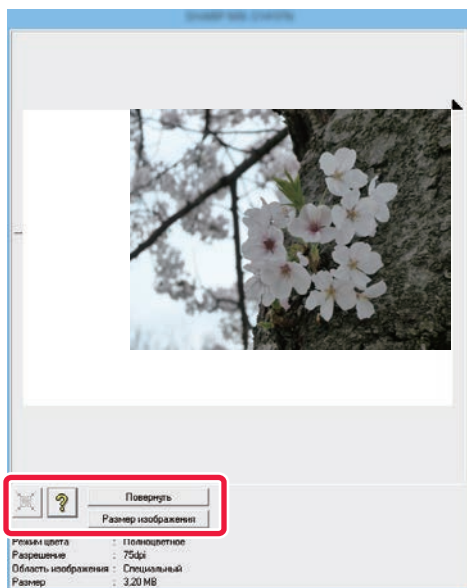 ?
Повернуть
Размер изображения
Режим цвета : Полноцветное
Разрешение : 75dpi
Область изображения : Специальный
Размер : 3,20 MB